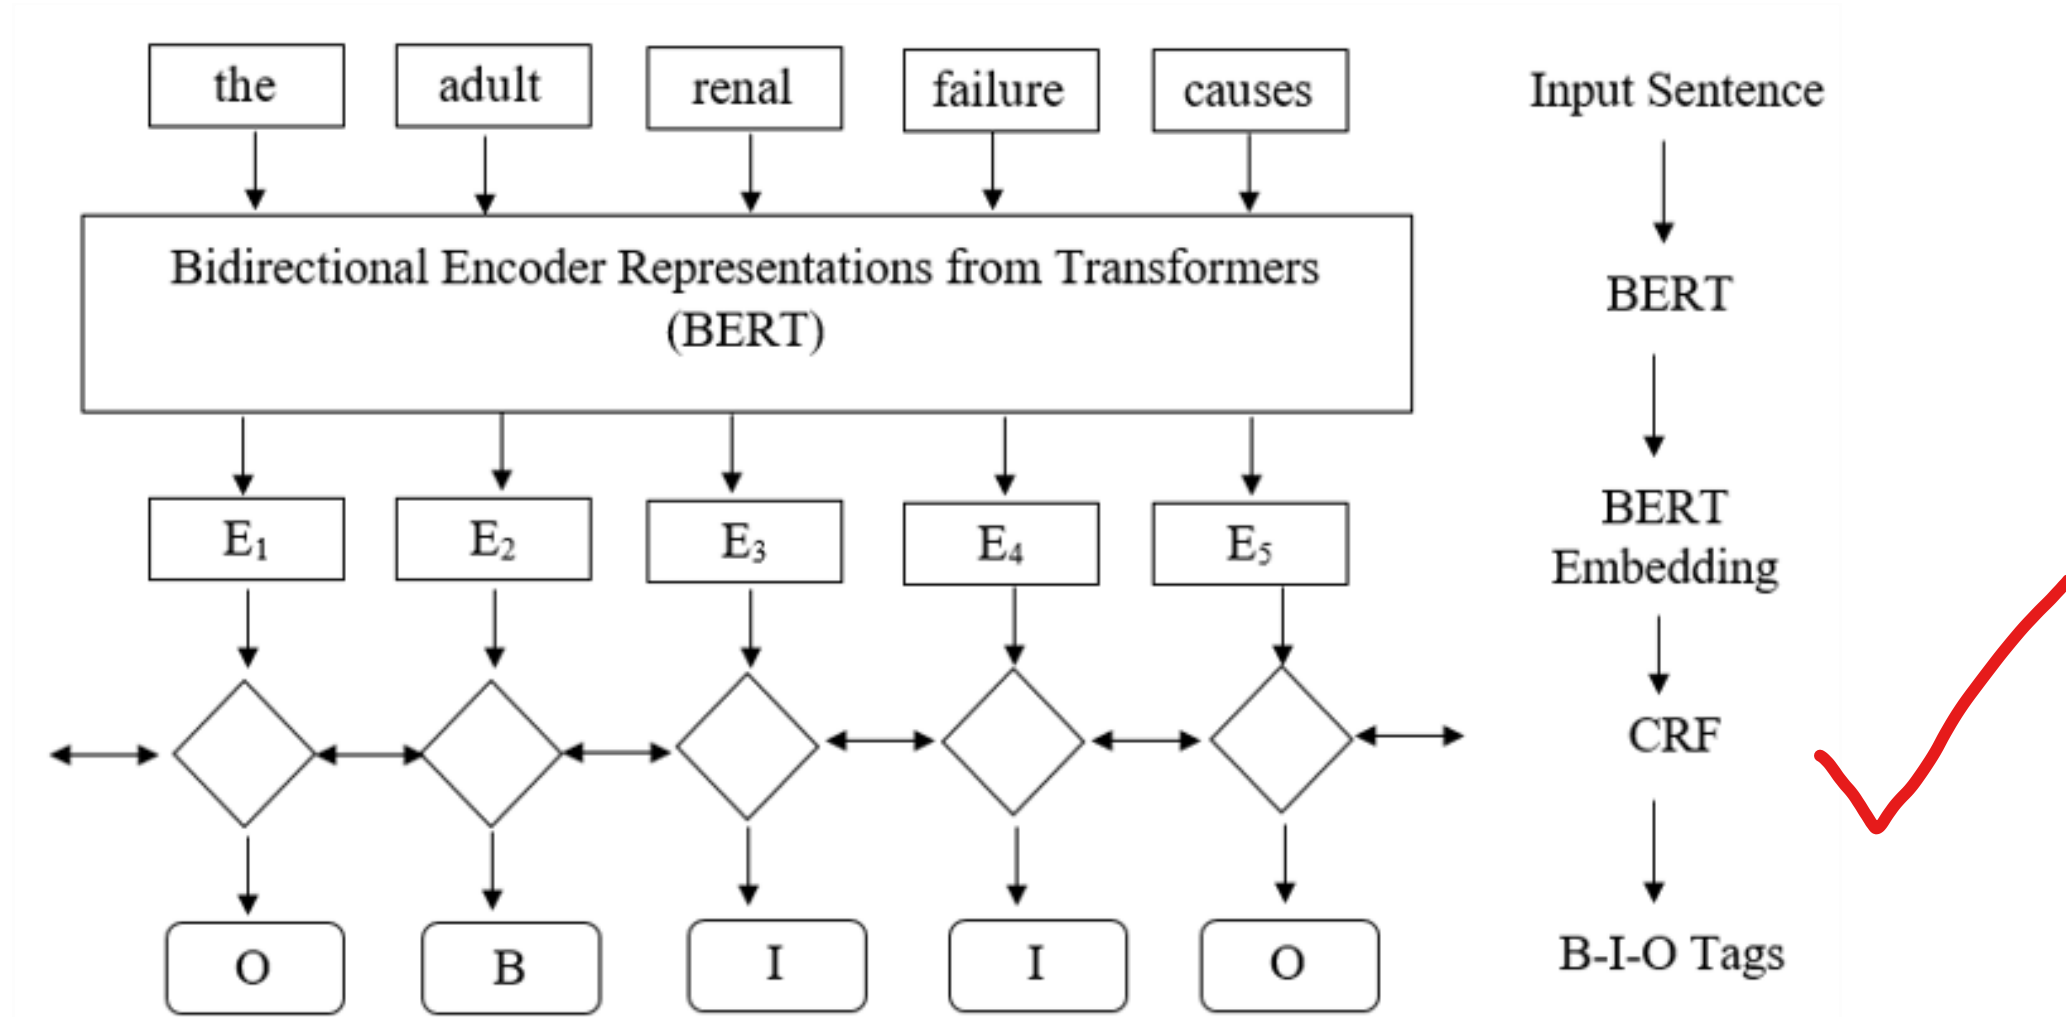 the adult renal failure causes Input Sentence
Bidirectional Encoder Representations from Transformers
(BERT)
BERT
E₁ E₂ E₃ E₄ E₅
BERT
Embedding
CRF
O B I I O
B-I-O Tags